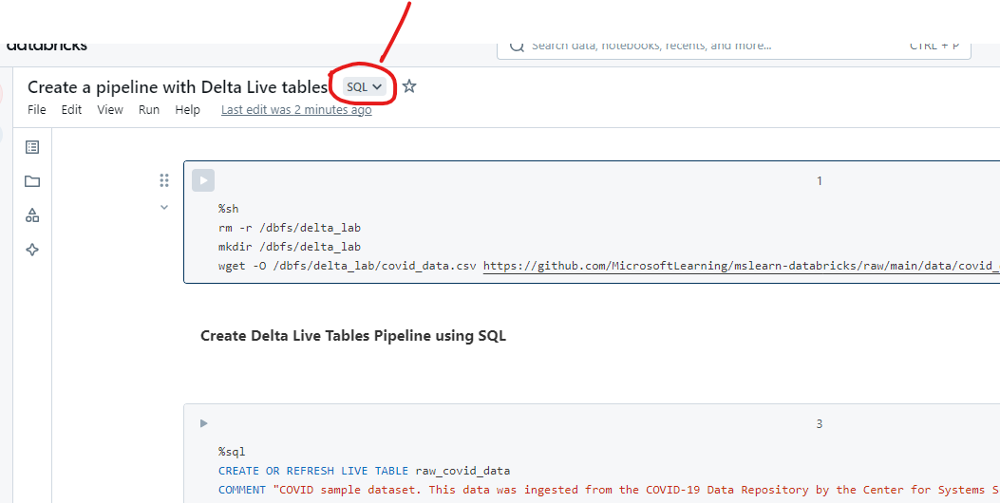 databricks
Search data, notebooks, recents, and more...
CTRL + P
Create a pipeline with Delta Live tables
SQL
File Edit View Run Help Last edit was 2 minutes ago
1
%sh
rm -r /dbfs/delta_lab
mkdir /dbfs/delta_lab
wget -O /dbfs/delta_lab/covid_data.csv https://github.com/MicrosoftLearning/mslearn-databricks/raw/main/data/covid_
Create Delta Live Tables Pipeline using SQL
3
%sql
CREATE OR REFRESH LIVE TABLE raw_covid_data
COMMENT "COVID sample dataset. This data was ingested from the COVID-19 Data Repository by the Center for Systems S